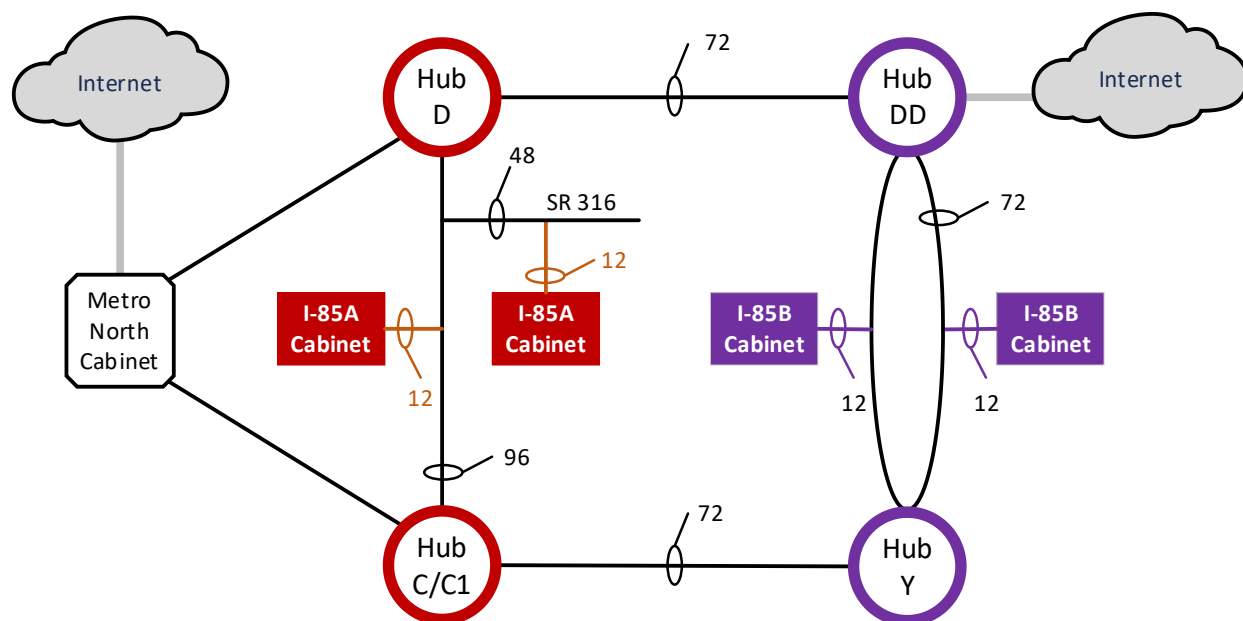 72
Internet
Hub
D
Hub
DD
Internet
48
SR 316
72
12
Metro
North
Cabinet
I-85A
Cabinet
I-85A
Cabinet
I-85B
Cabinet
I-85B
Cabinet
12
12
12
96
72
Hub
C/C1
Hub
Y